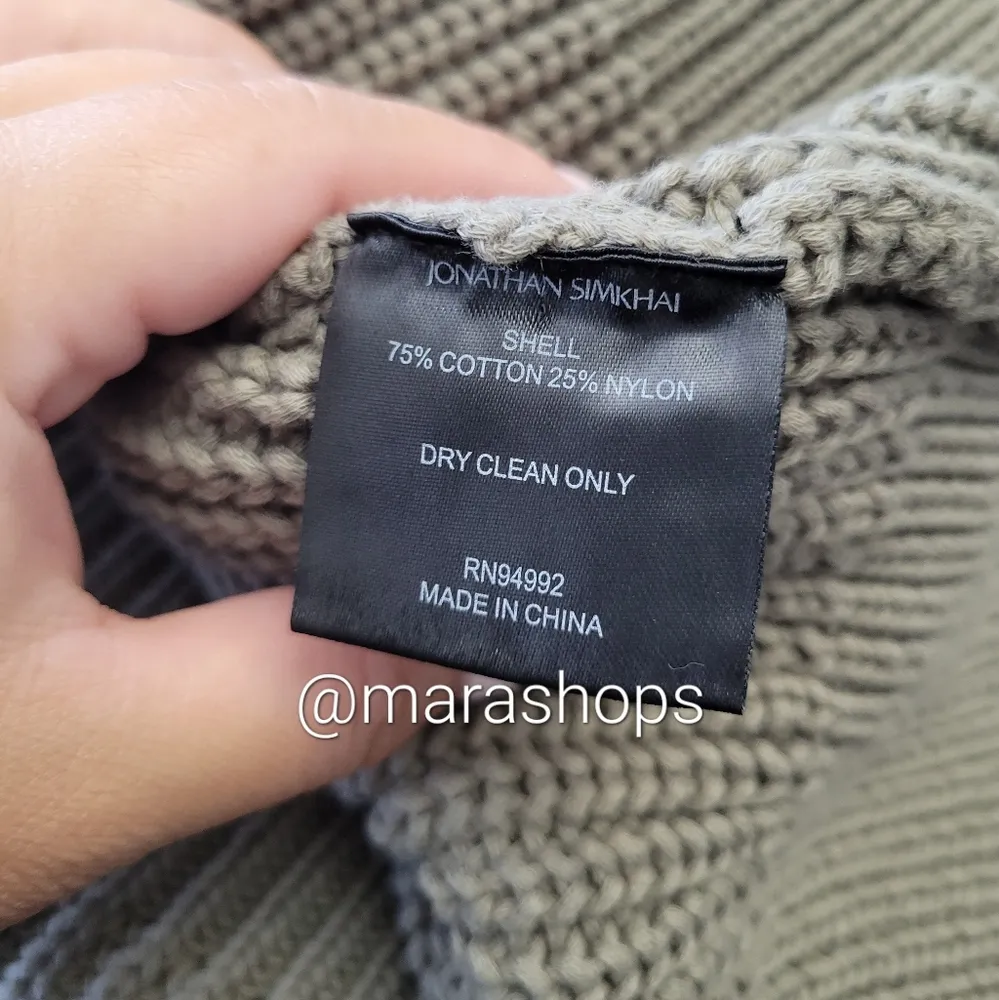 JONATHAN SIMKHAI
SHELL
75% COTTON 25% NYLON
DRY CLEAN ONLY
RN94992
MADE IN CHINA
@marashops